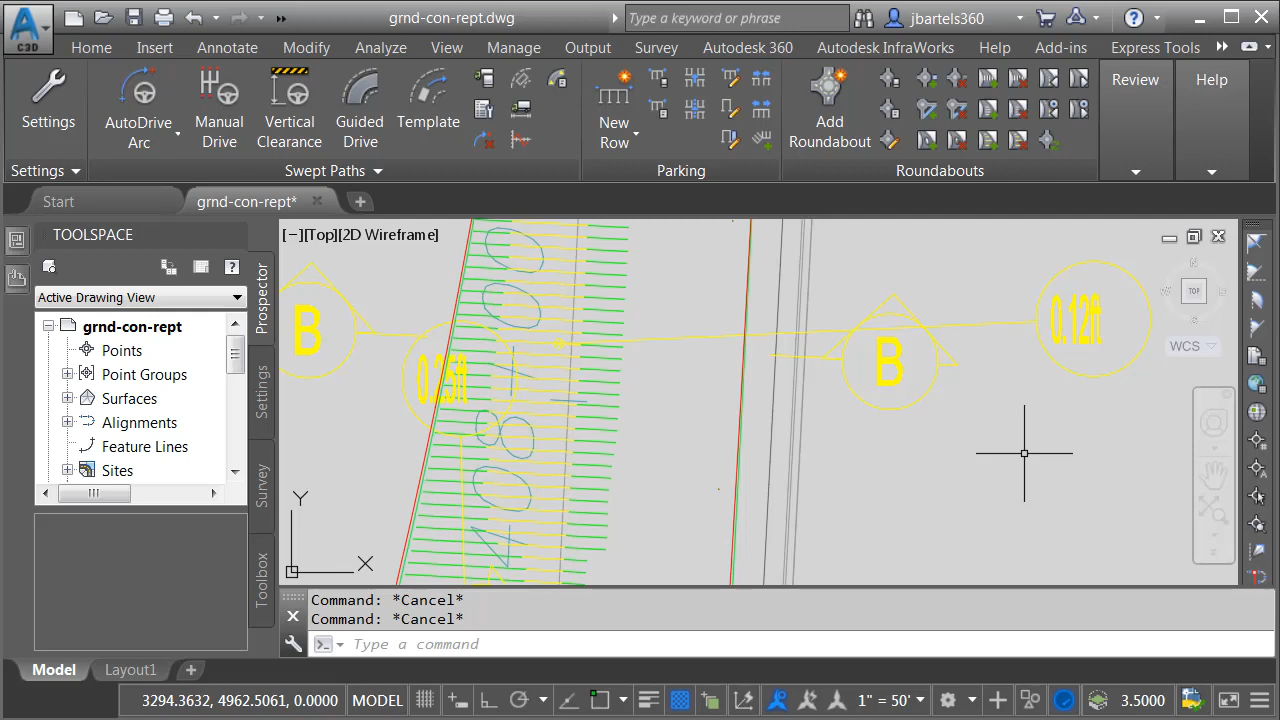 grnd-con-rept.dwg
Type a keyword or phrase
jbartels360
C3D
Home Insert Annotate Modify Analyze View Manage Output Survey Autodesk 360 Autodesk InfraWorks Help Add-ins Express Tools
Settings
AutoDrive Arc
Manual Drive
Vertical Clearance
Guided Drive
Template
New Row
Add Roundabout
Review
Help
Settings
Swept Paths
Parking
Roundabouts
Start
grnd-con-rept*
TOOLSPACE
Active Drawing View
grnd-con-rept
Points
Point Groups
Surfaces
Alignments
Feature Lines
Sites
Prospector
Settings
Survey
Toolbox
[−][Top][2D Wireframe]
B
0.25ft
B
0.12ft
N
W
TOP
E
S
WCS
Y
X
Command: *Cancel*
Command: *Cancel*
Type a command
Model
Layout1
3294.3632, 4962.5061, 0.0000
MODEL
1" = 50'
3.5000